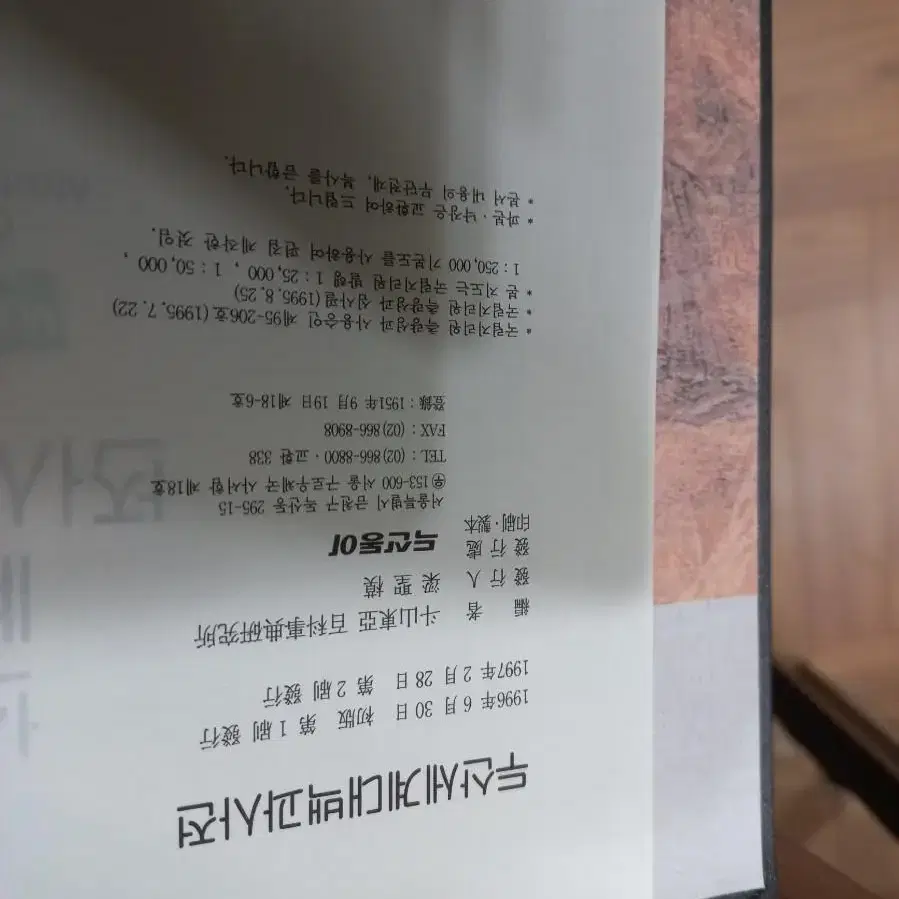 두산세계대백과사전
1996年 6月 30日 初版 第1刷 發行
1997年 2月 28日 第2刷 發行
編 者 斗山東亞 百科事典硏究所
發行人 梁聖模
發行處 두산동아
印刷·製本
서울특별시 금천구 독산동 295-15
㉾153-600 서울 구로우체국 사서함 제18호
TEL : (02)866-8800·교환 338
FAX : (02)866-8908
登錄 : 1951年 9月 19日 제18-6호
* 국립지리원 측량성과 사용승인 제95-206호 (1995. 7. 22)
* 국립지리원 측량성과 심사필 (1995. 8. 25)
* 본 지도는 국립지리원 발행 1 : 25,000 , 1 : 50,000 ,
1 : 250,000 기본도를 사용하여 편집 제작한 것임.
* 파본·낙장은 교환하여 드립니다.
* 본서 내용의 무단전재, 복사를 금합니다.